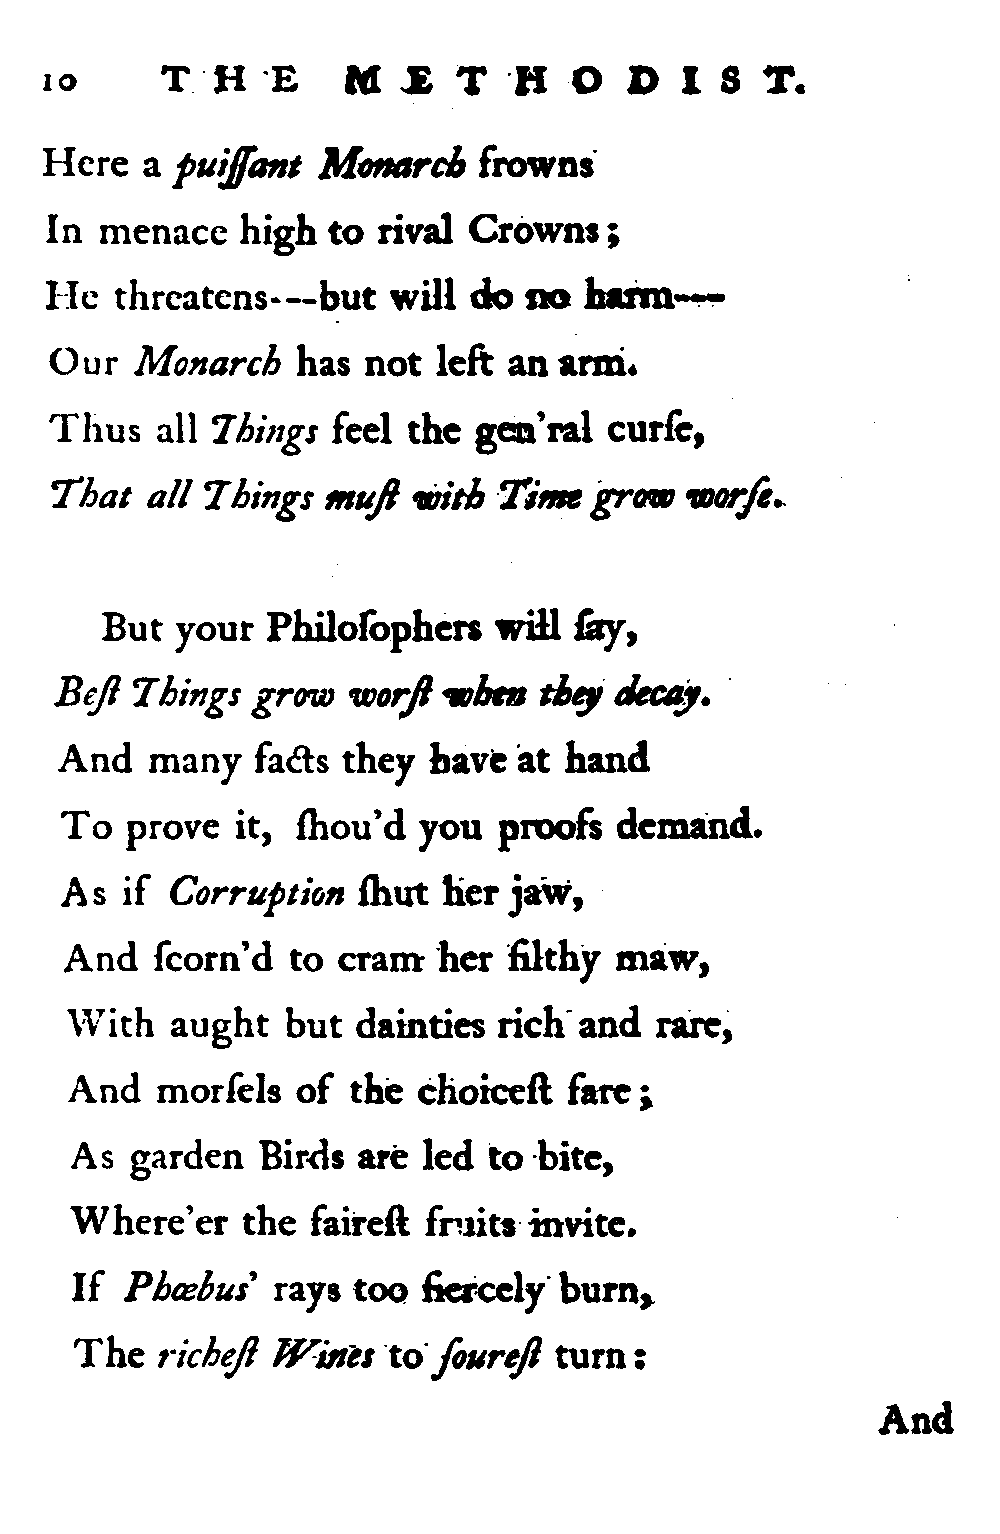 10 THE METHODIST.
Here a puiſſant Monarch frowns
In menace high to rival Crowns;
He threatens---but will do no harm---
Our Monarch has not left an arm.
Thus all Things feel the gen'ral curſe,
That all Things muſt with Time grow worſe.
But your Philoſophers will ſay,
Beſt Things grow worſt when they decay.
And many facts they have at hand
To prove it, ſhou'd you proofs demand.
As if Corruption ſhut her jaw,
And ſcorn'd to cram her filthy maw,
With aught but dainties rich and rare,
And morſels of the choiceſt fare;
As garden Birds are led to bite,
Where'er the faireſt fruits invite.
If Phœbus' rays too fiercely burn,
The richeſt Wines to ſoureſt turn:
And